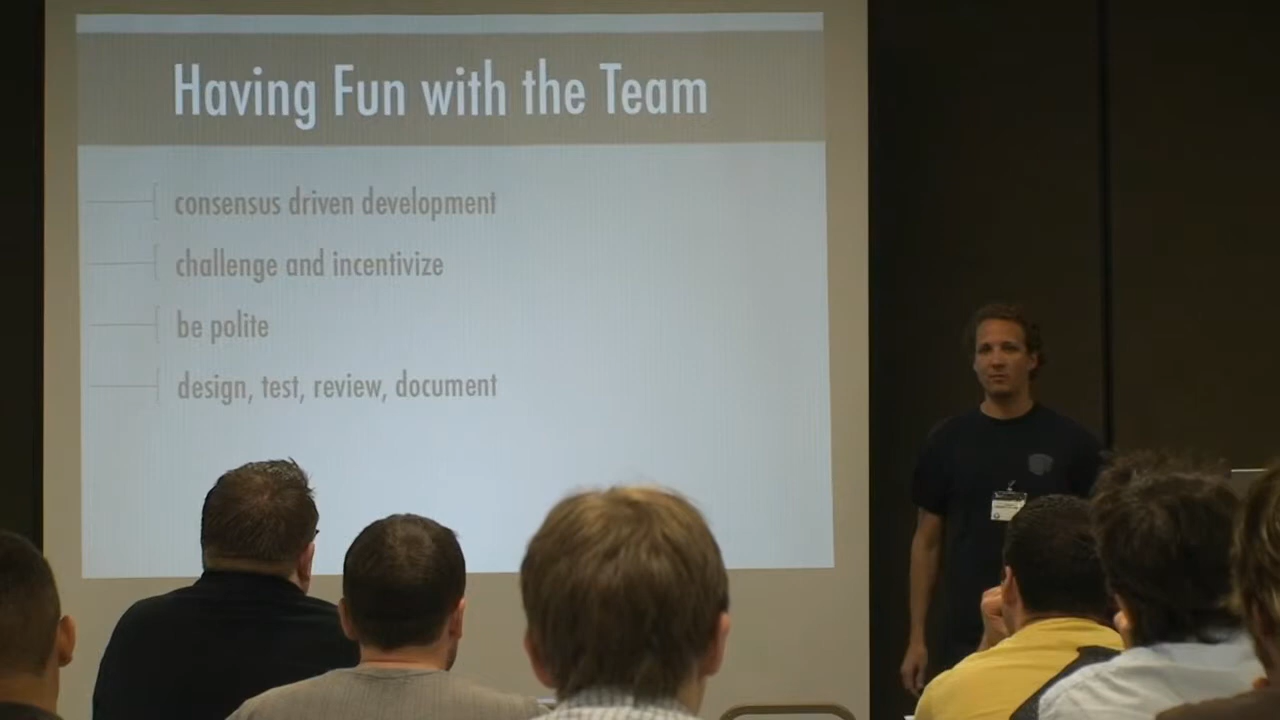 Having Fun with the Team
consensus driven development
challenge and incentivize
be polite
design, test, review, document